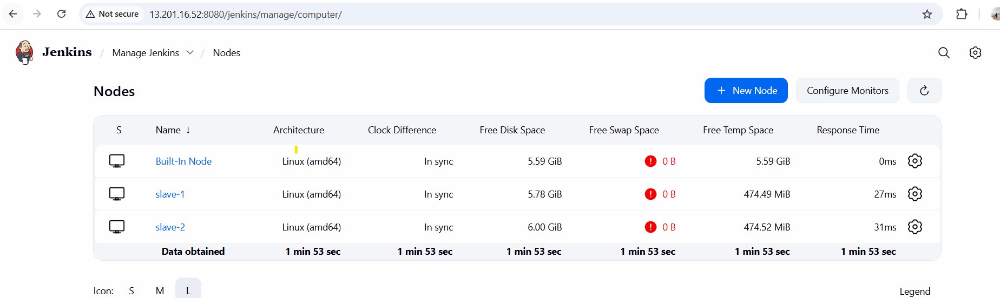 Not secure 13.201.16.52:8080/jenkins/manage/computer/
Jenkins / Manage Jenkins / Nodes
Nodes
+ New Node Configure Monitors
S Name ↓ Architecture Clock Difference Free Disk Space Free Swap Space Free Temp Space Response Time
Built-In Node Linux (amd64) In sync 5.59 GiB ! 0 B 5.59 GiB 0ms
slave-1 Linux (amd64) In sync 5.78 GiB ! 0 B 474.49 MiB 27ms
slave-2 Linux (amd64) In sync 6.00 GiB ! 0 B 474.52 MiB 31ms
Data obtained 1 min 53 sec 1 min 53 sec 1 min 53 sec 1 min 53 sec 1 min 53 sec 1 min 53 sec
Icon: S M L Legend